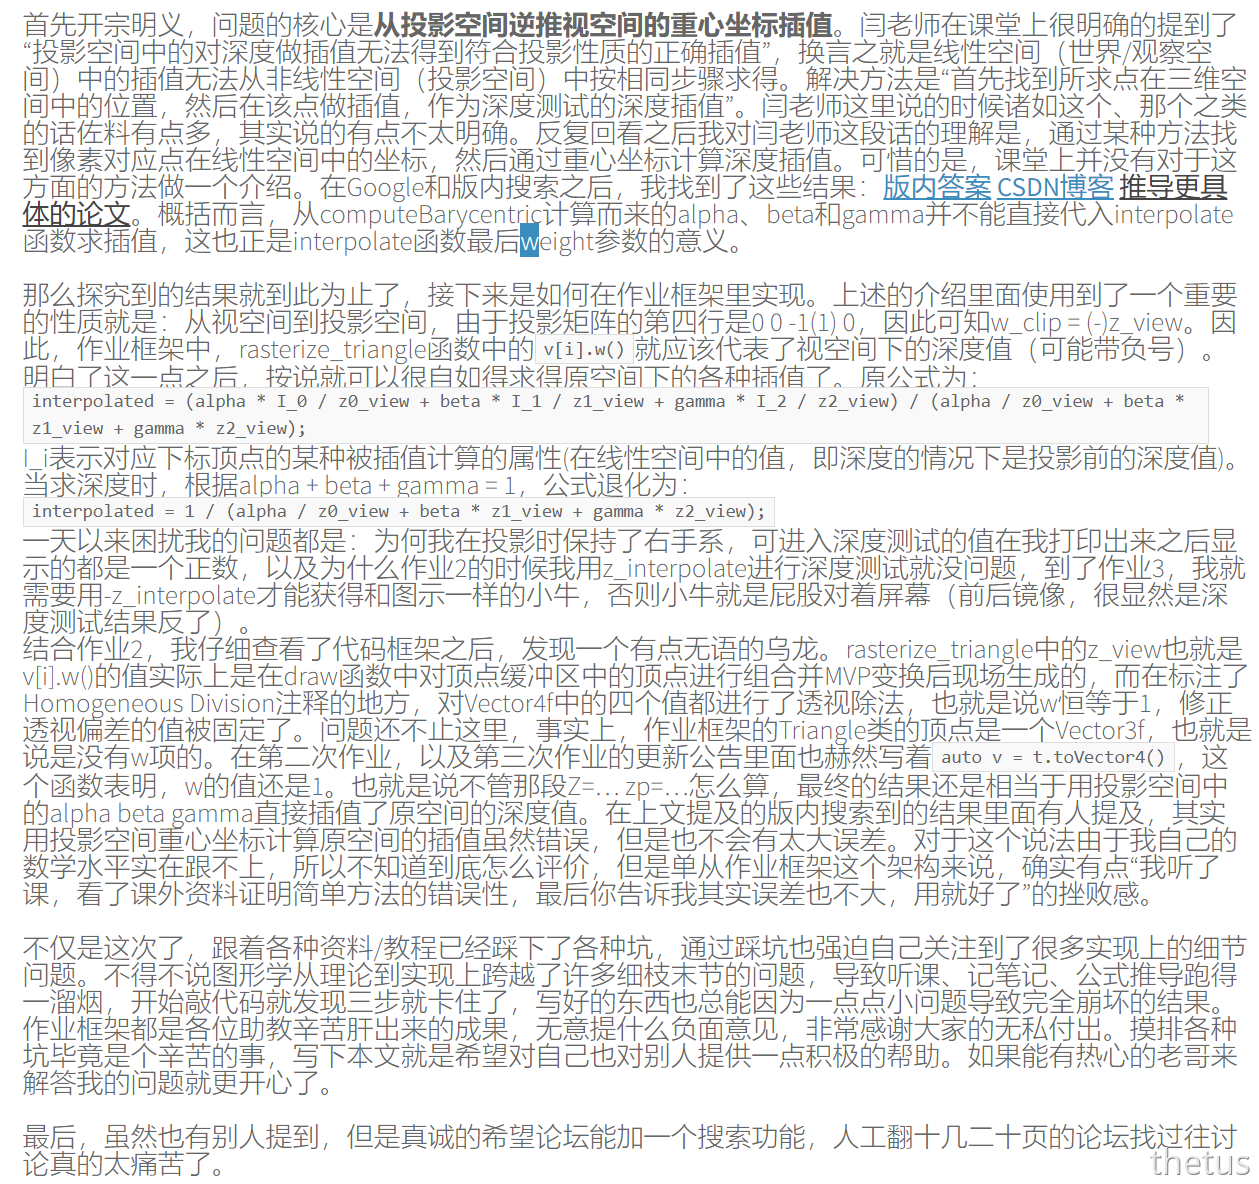 首先开宗明义，问题的核心是从投影空间逆推视空间的重心坐标插值。闫老师在课堂上很明确的提到了
“投影空间中的对深度做插值无法得到符合投影性质的正确插值”，换言之就是线性空间（世界/观察空
间）中的插值无法从非线性空间（投影空间）中按相同步骤求得。解决方法是“首先找到所求点在三维空
间中的位置，然后在该点做插值，作为深度测试的深度插值”。闫老师这里说的时候诸如这个、那个之类
的话佐料有点多，其实说的有点不太明确。反复回看之后我对闫老师这段话的理解是，通过某种方法找
到像素对应点在线性空间中的坐标，然后通过重心坐标计算深度插值。可惜的是，课堂上并没有对于这
方面的方法做一个介绍。在Google和版内搜索之后，我找到了这些结果：版内答案 CSDN博客 推导更具
体的论文。概括而言，从computeBarycentric计算而来的alpha、beta和gamma并不能直接代入interpolate
函数求插值，这也正是interpolate函数最后weight参数的意义。
那么探究到的结果就到此为止了，接下来是如何在作业框架里实现。上述的介绍里面使用到了一个重要
的性质就是：从视空间到投影空间，由于投影矩阵的第四行是0 0 -1(1) 0，因此可知w_clip = (-)z_view。因
此，作业框架中，rasterize_triangle函数中的 v[i].w() 就应该代表了视空间下的深度值（可能带负号）。
明白了这一点之后，按说就可以很自如得求得原空间下的各种插值了。原公式为：
interpolated = (alpha * I_0 / z0_view + beta * I_1 / z1_view + gamma * I_2 / z2_view) / (alpha / z0_view + beta *
z1_view + gamma * z2_view);
I_i表示对应下标顶点的某种被插值计算的属性(在线性空间中的值，即深度的情况下是投影前的深度值)。
当求深度时，根据alpha + beta + gamma = 1，公式退化为：
interpolated = 1 / (alpha / z0_view + beta * z1_view + gamma * z2_view);
一天以来困扰我的问题都是：为何我在投影时保持了右手系，可进入深度测试的值在我打印出来之后显
示的都是一个正数，以及为什么作业2的时候我用z_interpolate进行深度测试就没问题，到了作业3，我就
需要用-z_interpolate才能获得和图示一样的小牛，否则小牛就是屁股对着屏幕（前后镜像，很显然是深
度测试结果反了）。
结合作业2，我仔细查看了代码框架之后，发现一个有点无语的乌龙。rasterize_triangle中的z_view也就是
v[i].w()的值实际上是在draw函数中对顶点缓冲区中的顶点进行组合并MVP变换后现场生成的，而在标注了
Homogeneous Division注释的地方，对Vector4f中的四个值都进行了透视除法，也就是说w恒等于1，修正
透视偏差的值被固定了。问题还不止这里，事实上，作业框架的Triangle类的顶点是一个Vector3f，也就是
说是没有w项的。在第二次作业，以及第三次作业的更新公告里面也赫然写着 auto v = t.toVector4() ，这
个函数表明，w的值还是1。也就是说不管那段Z=... zp=...怎么算，最终的结果还是相当于用投影空间中
的alpha beta gamma直接插值了原空间的深度值。在上文提及的版内搜索到的结果里面有人提及，其实
用投影空间重心坐标计算原空间的插值虽然错误，但是也不会有太大误差。对于这个说法由于我自己的
数学水平实在跟不上，所以不知道到底怎么评价，但是单从作业框架这个架构来说，确实有点“我听了
课，看了课外资料证明简单方法的错误性，最后你告诉我其实误差也不大，用就好了”的挫败感。
不仅是这次了，跟着各种资料/教程已经踩下了各种坑，通过踩坑也强迫自己关注到了很多实现上的细节
问题。不得不说图形学从理论到实现上跨越了许多细枝末节的问题，导致听课、记笔记、公式推导跑得
一溜烟，开始敲代码就发现三步就卡住了，写好的东西也总能因为一点点小问题导致完全崩坏的结果。
作业框架都是各位助教辛苦肝出来的成果，无意提什么负面意见，非常感谢大家的无私付出。摸排各种
坑毕竟是个辛苦的事，写下本文就是希望对自己也对别人提供一点积极的帮助。如果能有热心的老哥来
解答我的问题就更开心了。
最后，虽然也有别人提到，但是真诚的希望论坛能加一个搜索功能，人工翻十几二十页的论坛找过往讨
论真的太痛苦了。
thetus